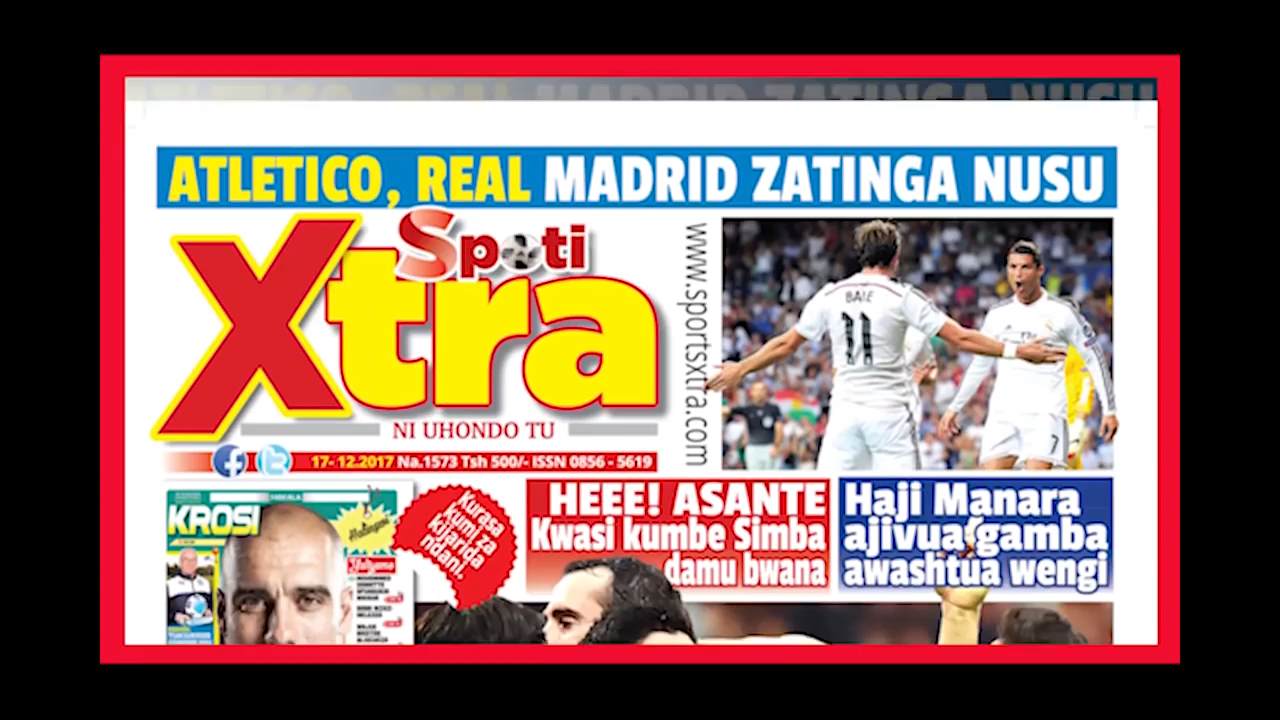 ATLETICO, REAL MADRID ZATINGA NUSU
Spoti
Xtra
NI UHONDO TU
17-12.2017 Na.1573 Tsh 500/- ISSN 0856 - 5619
www.sportsxtra.com
BALE
11
7
KROSI
Kurasa
kumi za
kijarida
ndani.
HEEE! ASANTE
Kwasi kumbe Simba
damu bwana
Haji Manara
ajivua gamba
awashtua wengi